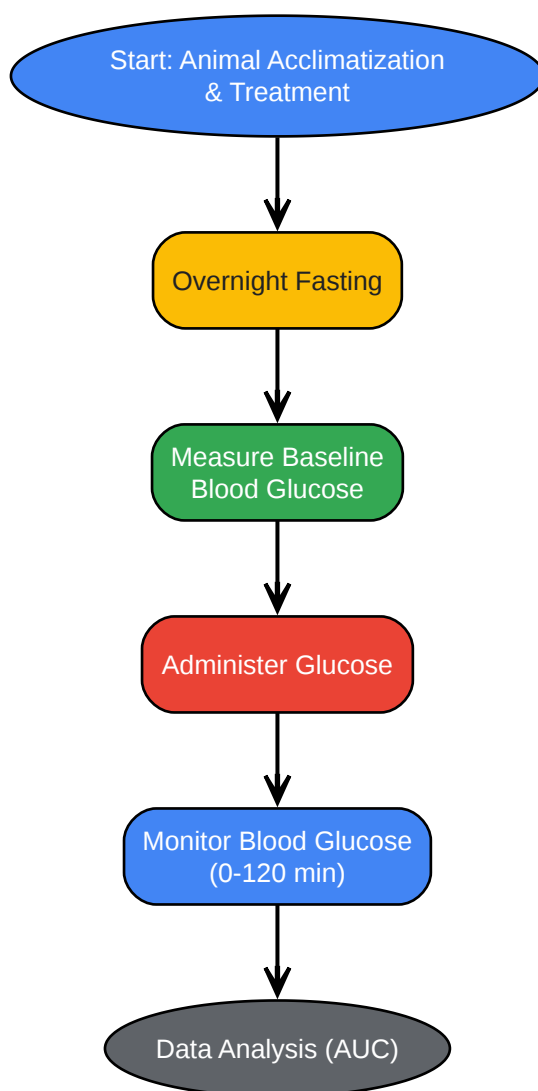 Start: Animal Acclimatization
& Treatment
Overnight Fasting
Measure Baseline
Blood Glucose
Administer Glucose
Monitor Blood Glucose
(0-120 min)
Data Analysis (AUC)